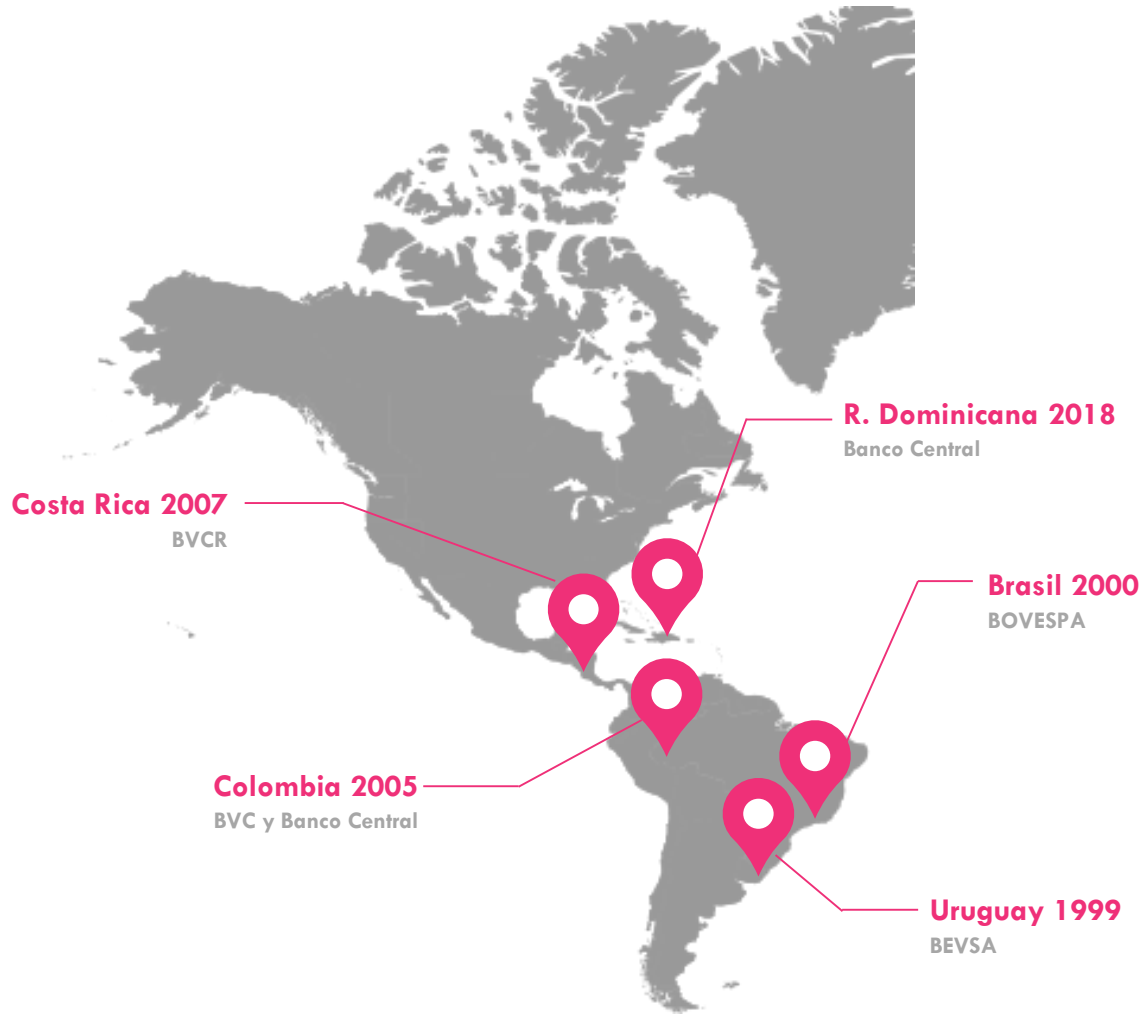 R. Dominicana 2018
Banco Central
Costa Rica 2007
BVCR
Brasil 2000
BOVESPA
Colombia 2005
BVC y Banco Central
Uruguay 1999
BEVSA